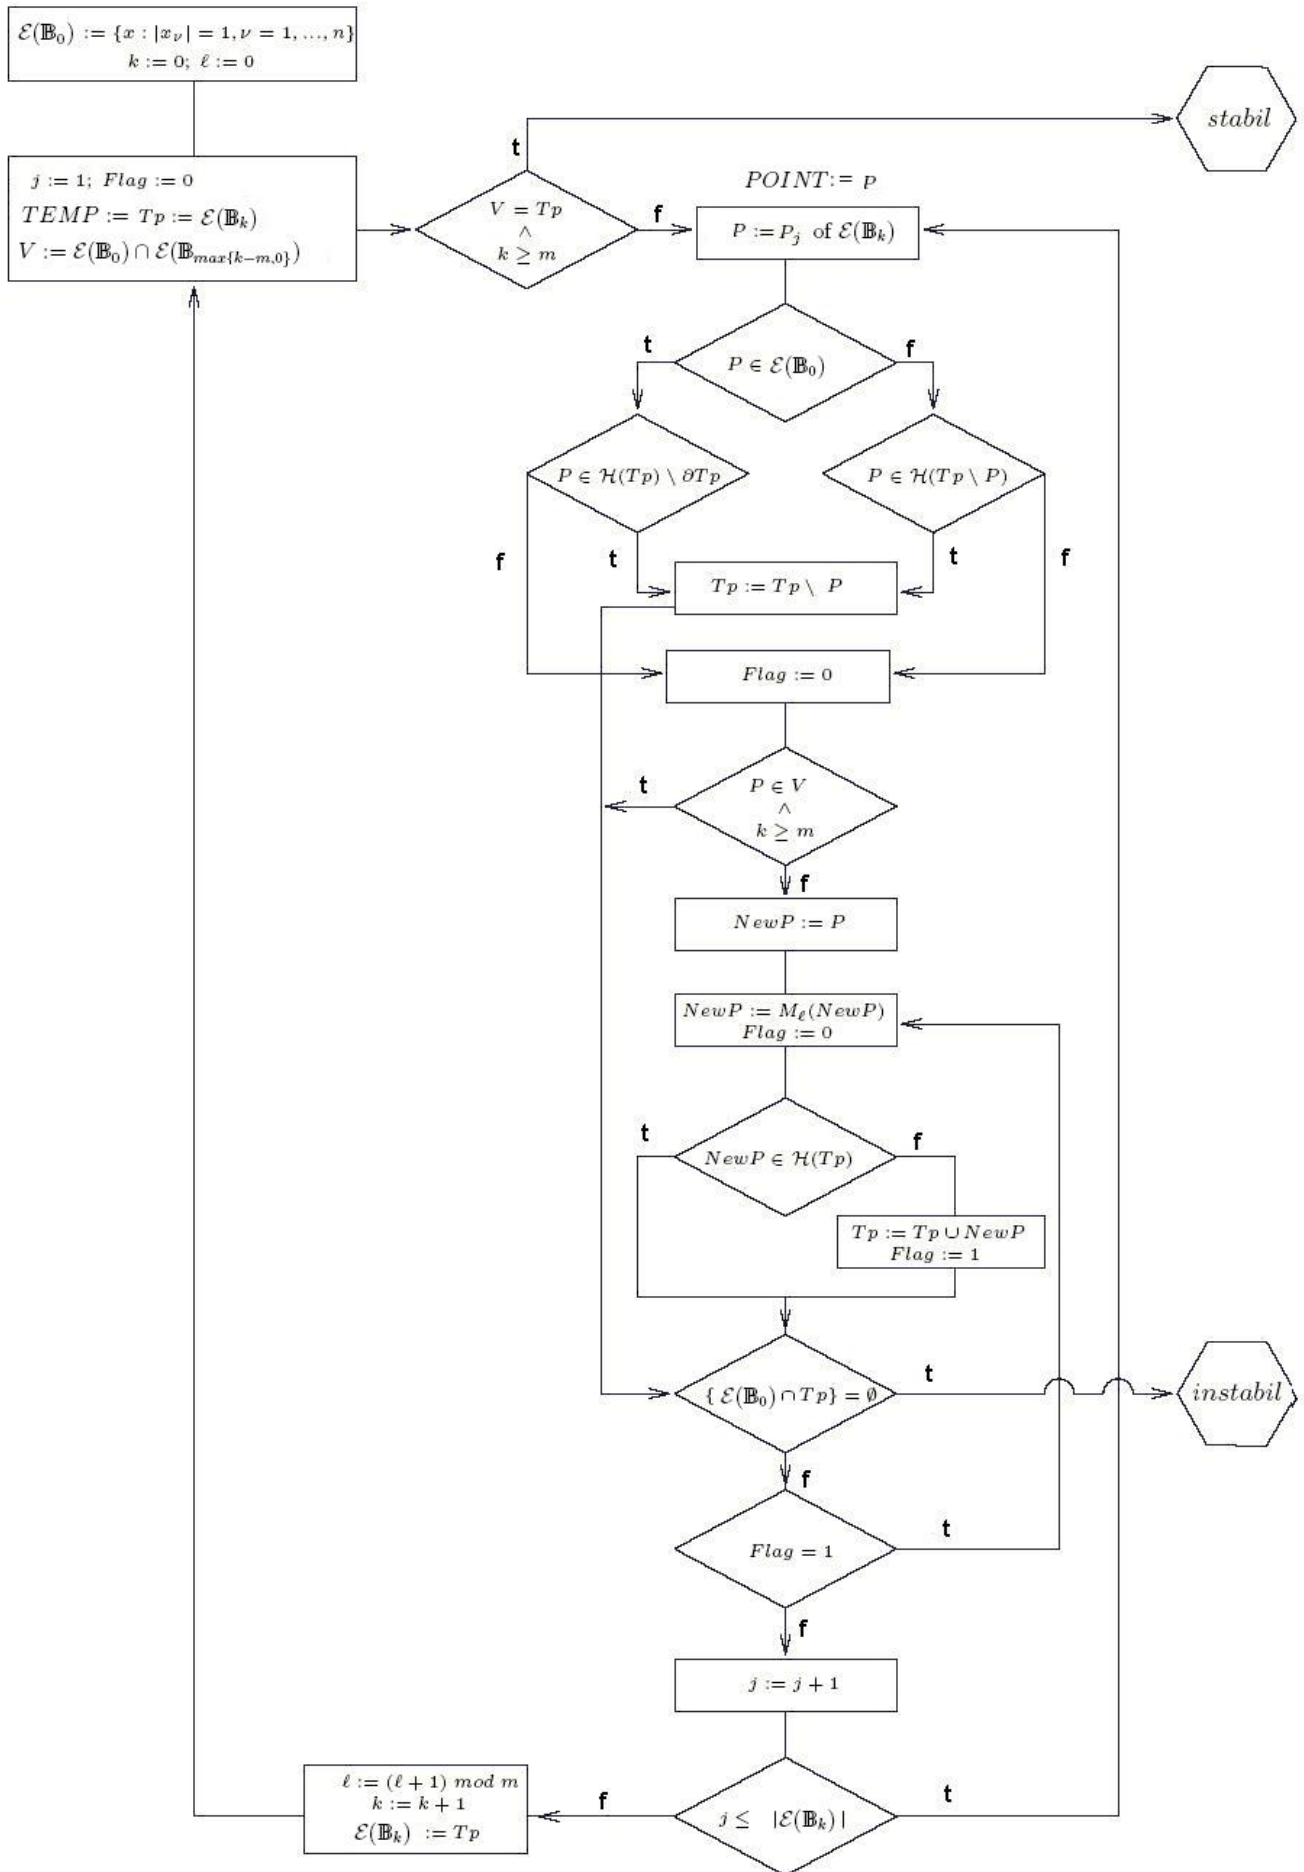 ℰ(𝔹₀) := {x : |x_ν| = 1, ν = 1, ..., n}
k := 0; ℓ := 0
stabil
t
j := 1; Flag := 0
TEMP := Tp := ℰ(𝔹_k)
V := ℰ(𝔹₀) ∩ ℰ(𝔹_{max{k−m,0}})
V = Tp
∧
k ≥ m
f
POINT := P
P := P_j of ℰ(𝔹_k)
t
f
P ∈ ℰ(𝔹₀)
P ∈ ℋ(Tp) \ ∂Tp
P ∈ ℋ(Tp \ P)
f
t
t
f
Tp := Tp \ P
Flag := 0
t
P ∈ V
∧
k ≥ m
f
NewP := P
NewP := M_ℓ(NewP)
Flag := 0
t
f
NewP ∈ ℋ(Tp)
Tp := Tp ∪ NewP
Flag := 1
{ ℰ(𝔹₀) ∩ Tp} = ∅
t
instabil
f
t
Flag = 1
f
j := j + 1
ℓ := (ℓ + 1) mod m
k := k + 1
ℰ(𝔹_k) := Tp
f
j ≤ |ℰ(𝔹_k)|
t